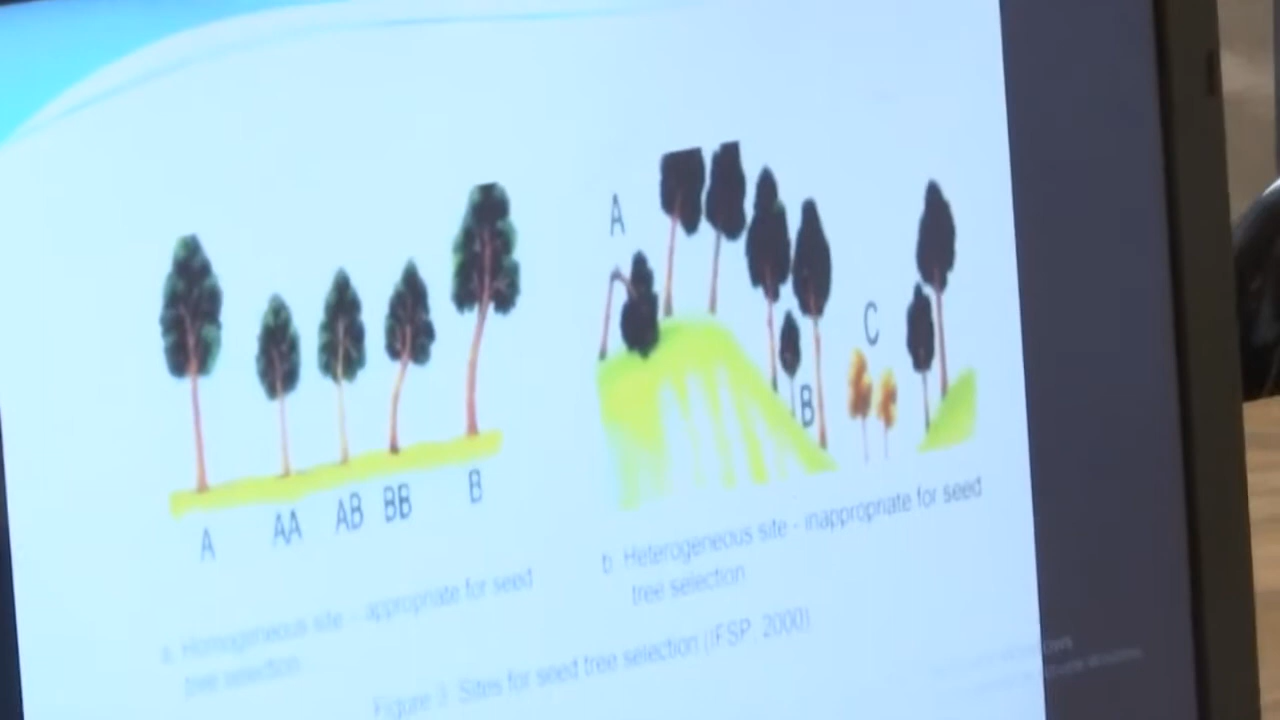 A
AA
AB
BB
B
a. Homogeneous site - appropriate for seed
tree selection
A
B
C
b. Heterogeneous site - inappropriate for seed
tree selection
Figure 3. Sites for seed tree selection (IFSP, 2000)